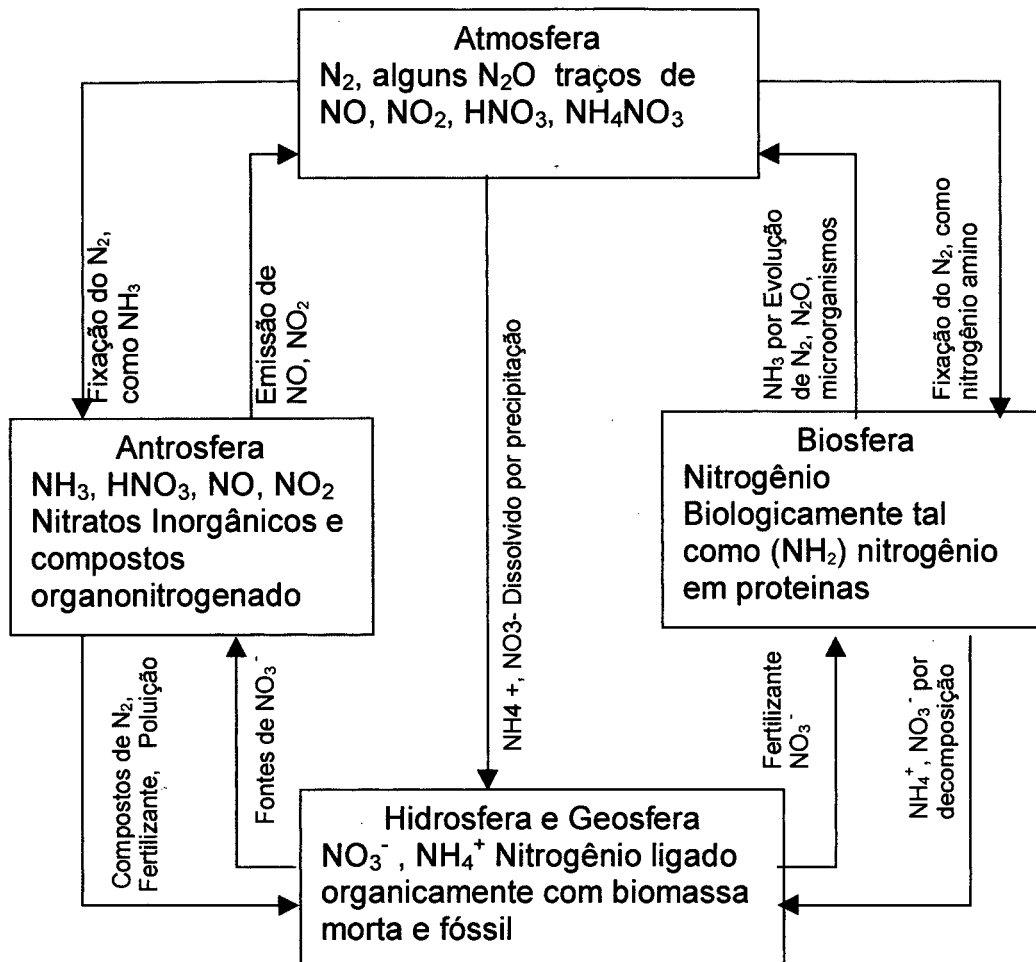 Atmosfera
N₂, alguns N₂O traços de
NO, NO₂, HNO₃, NH₄NO₃
Fixação do N₂,
como NH₃
Emissão de
NO, NO₂
NH4 +, NO3- Dissolvido por precipitação
NH₃ por Evolução
de N₂, N₂O,
microorganismos
Fixação do N₂, como
nitrogênio amino
Antrosfera
NH₃, HNO₃, NO, NO₂
Nitratos Inorgânicos e
compostos
organonitrogenado
Biosfera
Nitrogênio
Biologicamente tal
como (NH₂) nitrogênio
em proteinas
Compostos de N₂,
Fertilizante, Poluição
Fontes de NO₃⁻
Fertilizante
NO₃⁻
NH₄⁺, NO₃⁻ por
decomposição
Hidrosfera e Geosfera
NO₃⁻ , NH₄⁺ Nitrogênio ligado
organicamente com biomassa
morta e fóssil